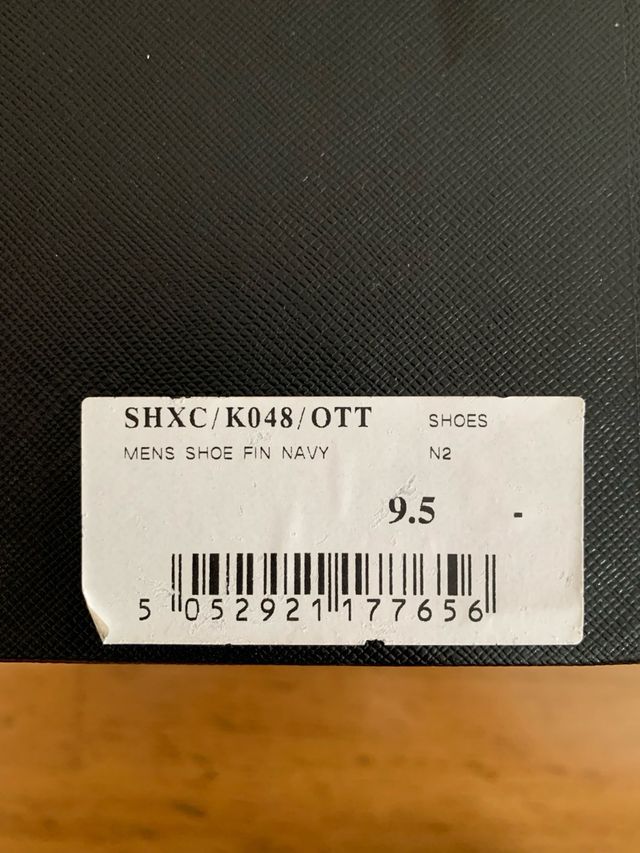 SHXC/K048/OTT SHOES
MENS SHOE FIN NAVY N2
9.5 -
5 052921 177656